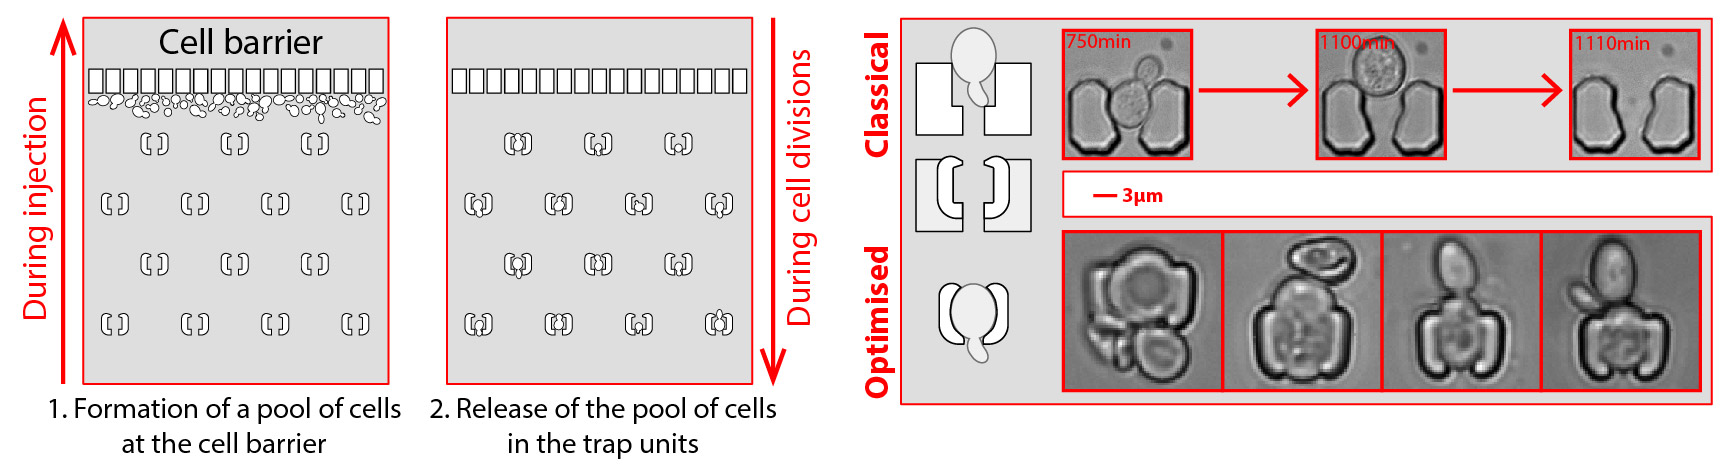 During injection
Cell barrier
1. Formation of a pool of cells
at the cell barrier
2. Release of the pool of cells
in the trap units
During cell divisions
Classical
750min
1100min
1110min
3µm
Optimised